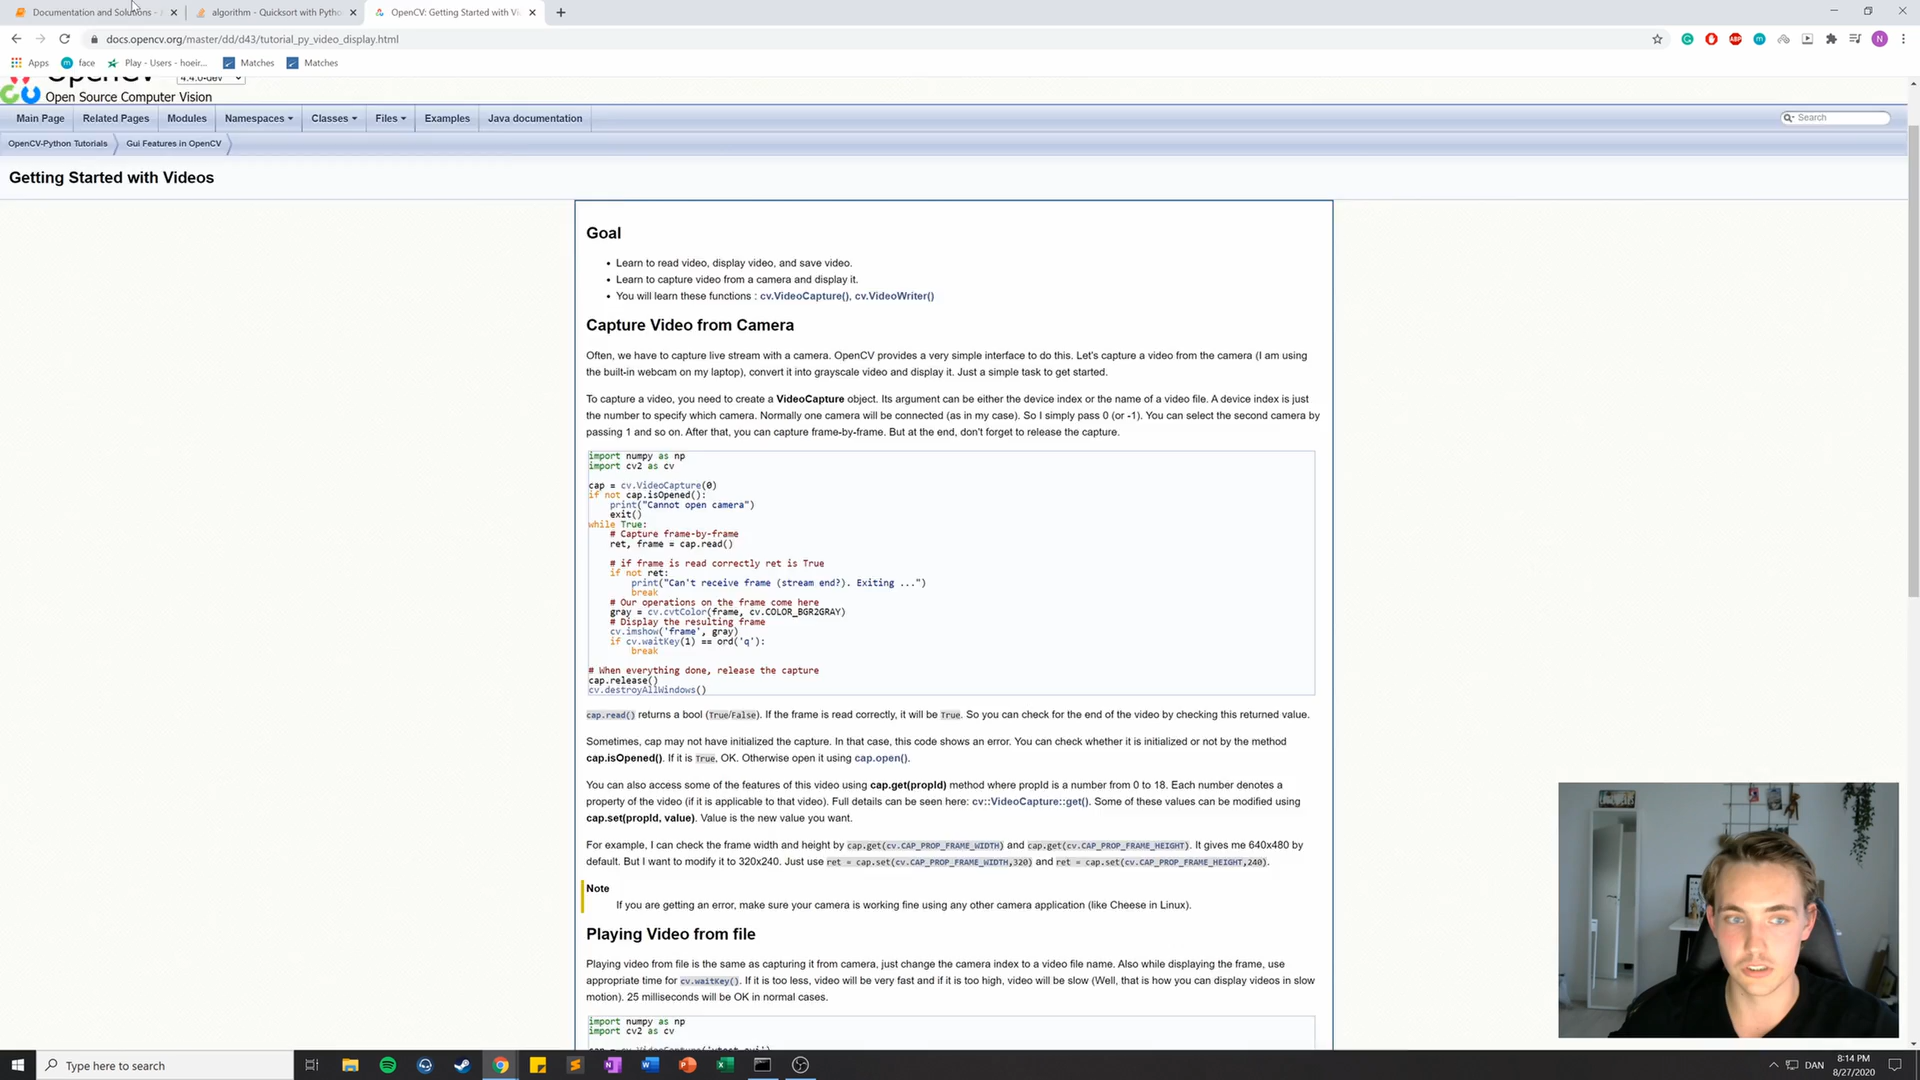 Documentation and Solutions -
algorithm - Quicksort with Pytho
OpenCV: Getting Started with Vi
docs.opencv.org/master/dd/d43/tutorial_py_video_display.html
Apps
face
Play - Users - hoeir...
Matches
Matches
OpenCV
4.4.0-dev
Open Source Computer Vision
Main Page
Related Pages
Modules
Namespaces
Classes
Files
Examples
Java documentation
Search
OpenCV-Python Tutorials
Gui Features in OpenCV
Getting Started with Videos
Goal
• Learn to read video, display video, and save video.
• Learn to capture video from a camera and display it.
• You will learn these functions : cv.VideoCapture(), cv.VideoWriter()
Capture Video from Camera
Often, we have to capture live stream with a camera. OpenCV provides a very simple interface to do this. Let's capture a video from the camera (I am using
the built-in webcam on my laptop), convert it into grayscale video and display it. Just a simple task to get started.
To capture a video, you need to create a VideoCapture object. Its argument can be either the device index or the name of a video file. A device index is just
the number to specify which camera. Normally one camera will be connected (as in my case). So I simply pass 0 (or -1). You can select the second camera by
passing 1 and so on. After that, you can capture frame-by-frame. But at the end, don't forget to release the capture.
import numpy as np
import cv2 as cv
cap = cv.VideoCapture(0)
if not cap.isOpened():
print("Cannot open camera")
exit()
while True:
# Capture frame-by-frame
ret, frame = cap.read()
# if frame is read correctly ret is True
if not ret:
print("Can't receive frame (stream end?). Exiting ...")
break
# Our operations on the frame come here
gray = cv.cvtColor(frame, cv.COLOR_BGR2GRAY)
# Display the resulting frame
cv.imshow('frame', gray)
if cv.waitKey(1) == ord('q'):
break
# When everything done, release the capture
cap.release()
cv.destroyAllWindows()
cap.read() returns a bool (True/False). If the frame is read correctly, it will be True. So you can check for the end of the video by checking this returned value.
Sometimes, cap may not have initialized the capture. In that case, this code shows an error. You can check whether it is initialized or not by the method
cap.isOpened(). If it is True, OK. Otherwise open it using cap.open().
You can also access some of the features of this video using cap.get(propId) method where propId is a number from 0 to 18. Each number denotes a
property of the video (if it is applicable to that video). Full details can be seen here: cv::VideoCapture::get(). Some of these values can be modified using
cap.set(propId, value). Value is the new value you want.
For example, I can check the frame width and height by cap.get(cv.CAP_PROP_FRAME_WIDTH) and cap.get(cv.CAP_PROP_FRAME_HEIGHT). It gives me 640x480 by
default. But I want to modify it to 320x240. Just use ret = cap.set(cv.CAP_PROP_FRAME_WIDTH,320) and ret = cap.set(cv.CAP_PROP_FRAME_HEIGHT,240).
Note
If you are getting an error, make sure your camera is working fine using any other camera application (like Cheese in Linux).
Playing Video from file
Playing video from file is the same as capturing it from camera, just change the camera index to a video file name. Also while displaying the frame, use
appropriate time for cv.waitKey(). If it is too less, video will be very fast and if it is too high, video will be slow (Well, that is how you can display videos in slow
motion). 25 milliseconds will be OK in normal cases.
import numpy as np
import cv2 as cv
Type here to search
DAN
8:14 PM
8/27/2020